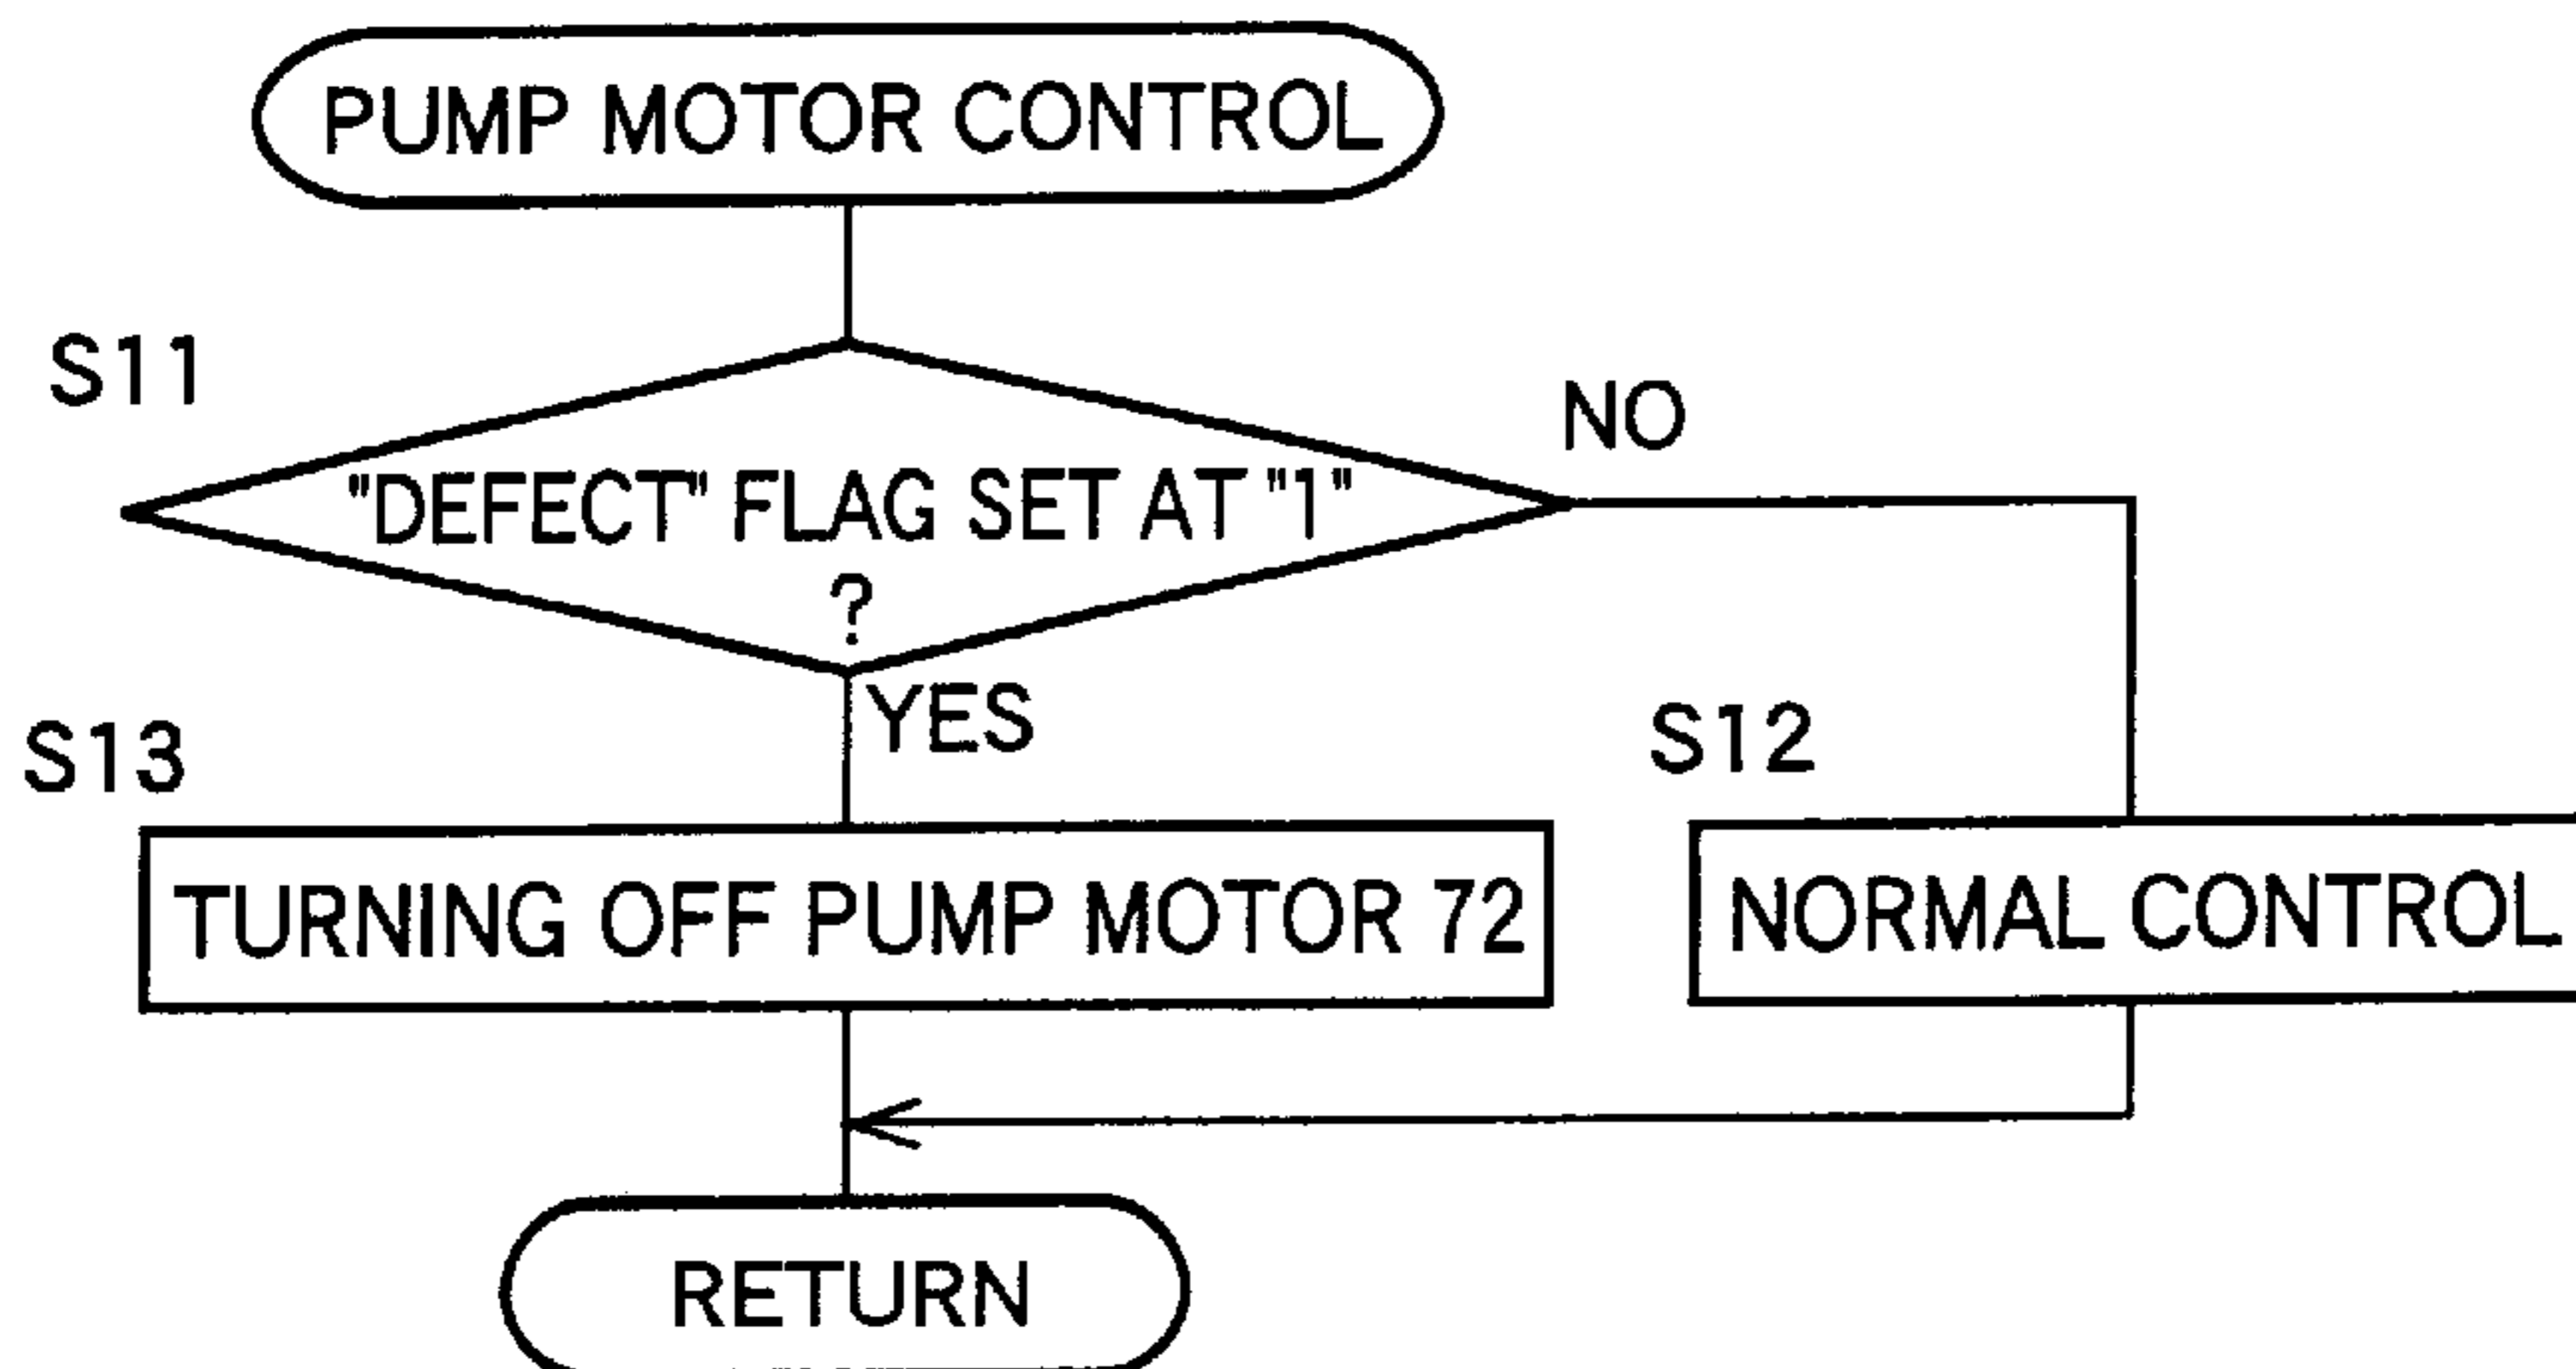 PUMP MOTOR CONTROL
S11
NO
"DEFECT" FLAG SET AT "1"
?
YES
S13
S12
TURNING OFF PUMP MOTOR 72
NORMAL CONTROL
RETURN